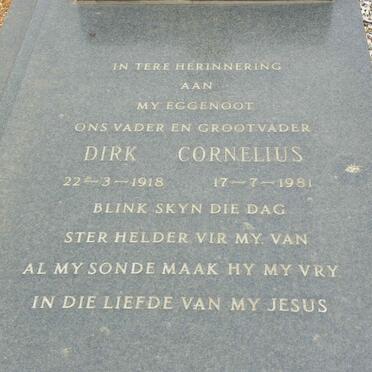 IN TERE HERINNERING
AAN
MY EGGENOOT
ONS VADER EN GROOTVADER
DIRK CORNELIUS
22-3-1918 17-7-1981
BLINK SKYN DIE DAG
STER HELDER VIR MY VAN
AL MY SONDE MAAK HY MY VRY
IN DIE LIEFDE VAN MY JESUS